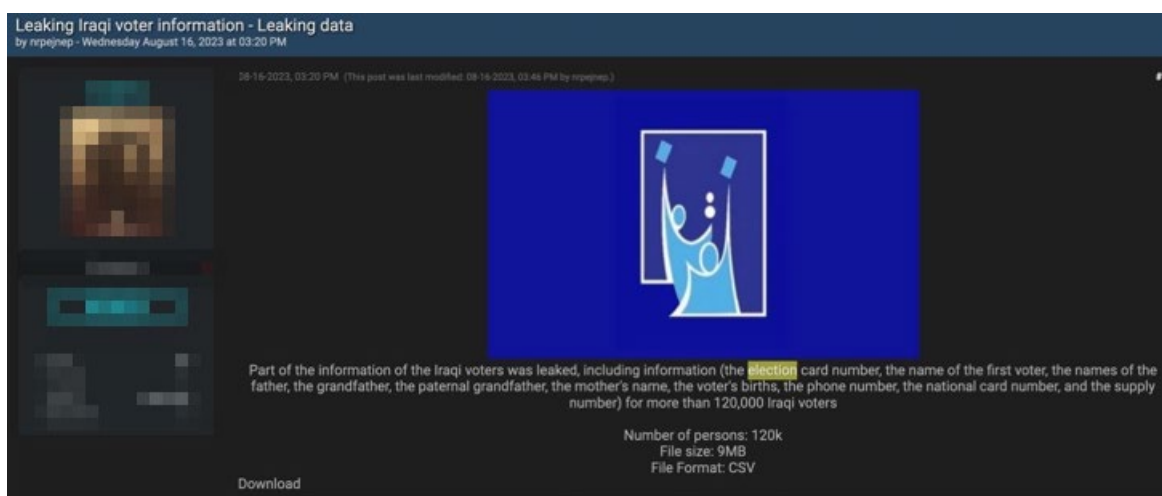 Leaking Iraqi voter information - Leaking data
by nrpejnep - Wednesday August 16, 2023 at 03:20 PM
08-16-2023, 03:20 PM (This post was last modified: 08-16-2023, 03:46 PM by nrpejnep.)
#
Part of the information of the Iraqi voters was leaked, including information (the election card number, the name of the first voter, the names of the
father, the grandfather, the paternal grandfather, the mother's name, the voter's births, the phone number, the national card number, and the supply
number) for more than 120,000 Iraqi voters
Number of persons: 120k
File size: 9MB
File Format: CSV
Download